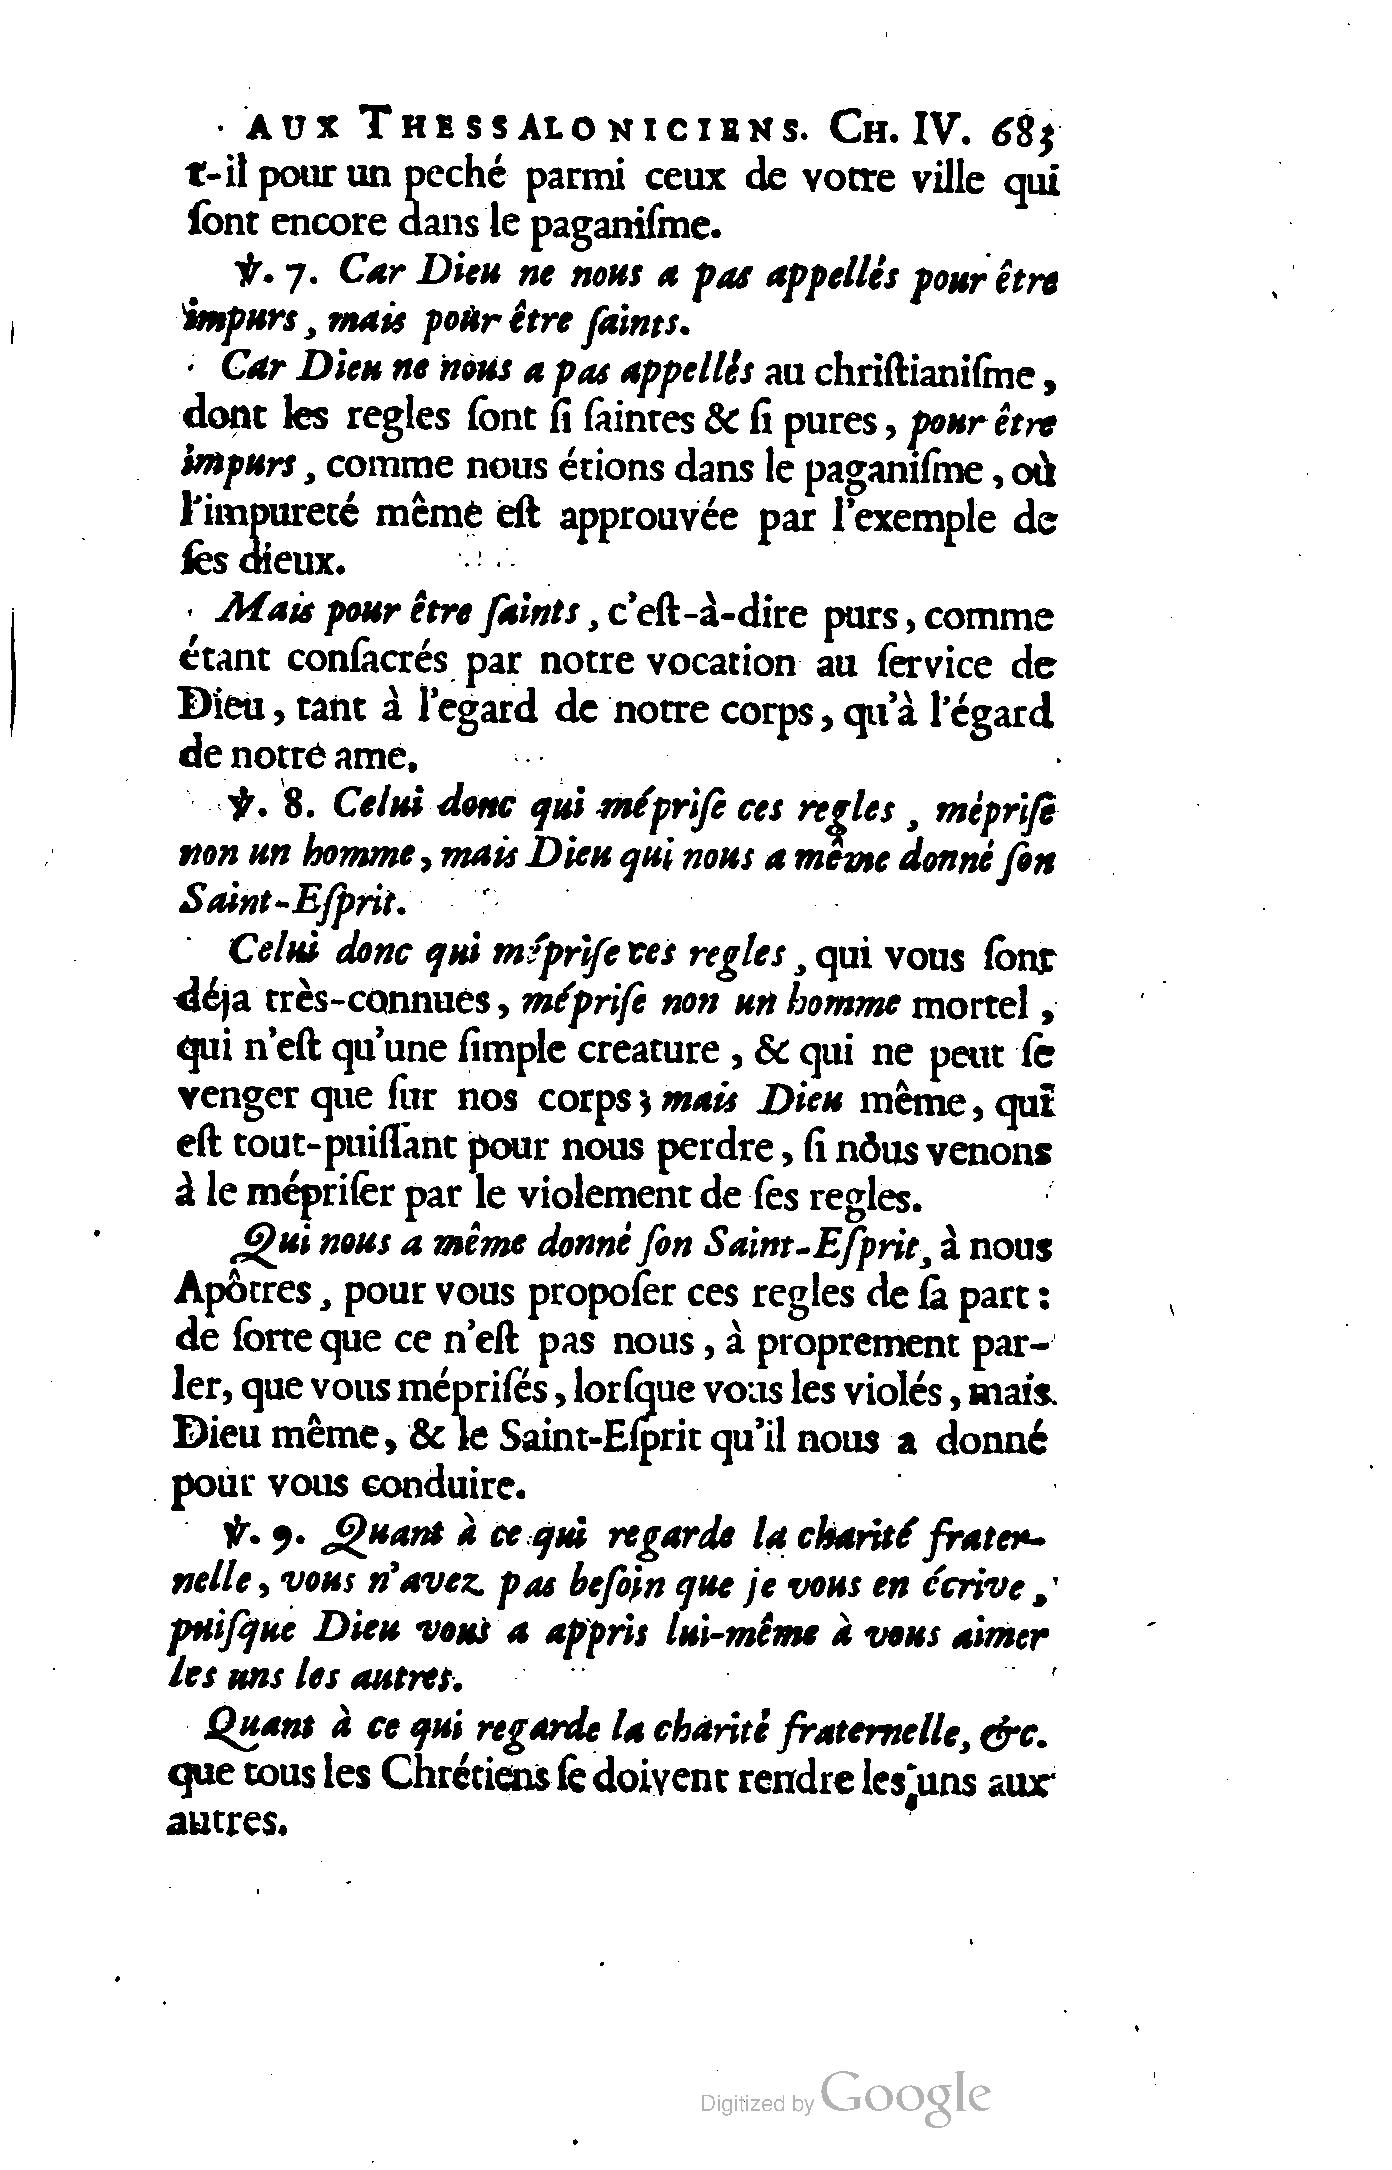 AUX THESSALONICIENS. CH. IV. 683
t-il pour un peché parmi ceux de votre ville qui
ſont encore dans le paganiſme.
℣. 7. Car Dieu ne nous a pas appellés pour être
impurs, mais pour être ſaints.
Car Dieu ne nous a pas appellés au chriſtianiſme,
dont les regles ſont ſi ſaintes & ſi pures, pour être
impurs, comme nous étions dans le paganiſme, où
l'impureté même eſt approuvée par l'exemple de
ſes dieux.
Mais pour être ſaints, c'eſt-à-dire purs, comme
étant conſacrés par notre vocation au ſervice de
Dieu, tant à l'egard de notre corps, qu'à l'égard
de notre ame.
℣. 8. Celui donc qui mépriſe ces regles, mépriſe
non un homme, mais Dieu qui nous a même donné ſon
Saint-Eſprit.
Celui donc qui mépriſe ces regles, qui vous ſont
déja très-connues, mépriſe non un homme mortel,
qui n'eſt qu'une ſimple creature, & qui ne peut ſe
venger que ſur nos corps; mais Dieu même, qui
eſt tout-puiſſant pour nous perdre, ſi nous venons
à le mépriſer par le violement de ſes regles.
Qui nous a même donné ſon Saint-Eſprit, à nous
Apôtres, pour vous propoſer ces regles de ſa part:
de ſorte que ce n'eſt pas nous, à proprement par-
ler, que vous mépriſés, lorſque vous les violés, mais
Dieu même, & le Saint-Eſprit qu'il nous a donné
pour vous conduire.
℣. 9. Quant à ce qui regarde la charité frater-
nelle, vous n'avez pas beſoin que je vous en écrive,
puiſque Dieu vous a appris lui-même à vous aimer
les uns les autres.
Quant à ce qui regarde la charité fraternelle, &c.
que tous les Chrétiens ſe doivent rendre les uns aux
autres.
Digitized by Google